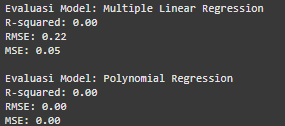 Evaluasi Model: Multiple Linear Regression
R-squared: 0.00
RMSE: 0.22
MSE: 0.05
Evaluasi Model: Polynomial Regression
R-squared: 0.00
RMSE: 0.00
MSE: 0.00